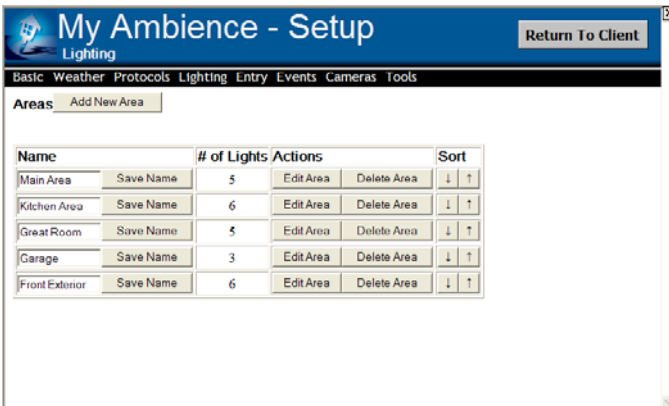 My Ambience - Setup
Return To Client
Lighting
Basic Weather Protocols Lighting Entry Events Cameras Tools
Areas Add New Area
Name # of Lights Actions Sort
Main Area Save Name 5 Edit Area Delete Area ↓ ↑
Kitchen Area Save Name 6 Edit Area Delete Area ↓ ↑
Great Room Save Name 5 Edit Area Delete Area ↓ ↑
Garage Save Name 3 Edit Area Delete Area ↓ ↑
Front Exterior Save Name 6 Edit Area Delete Area ↓ ↑